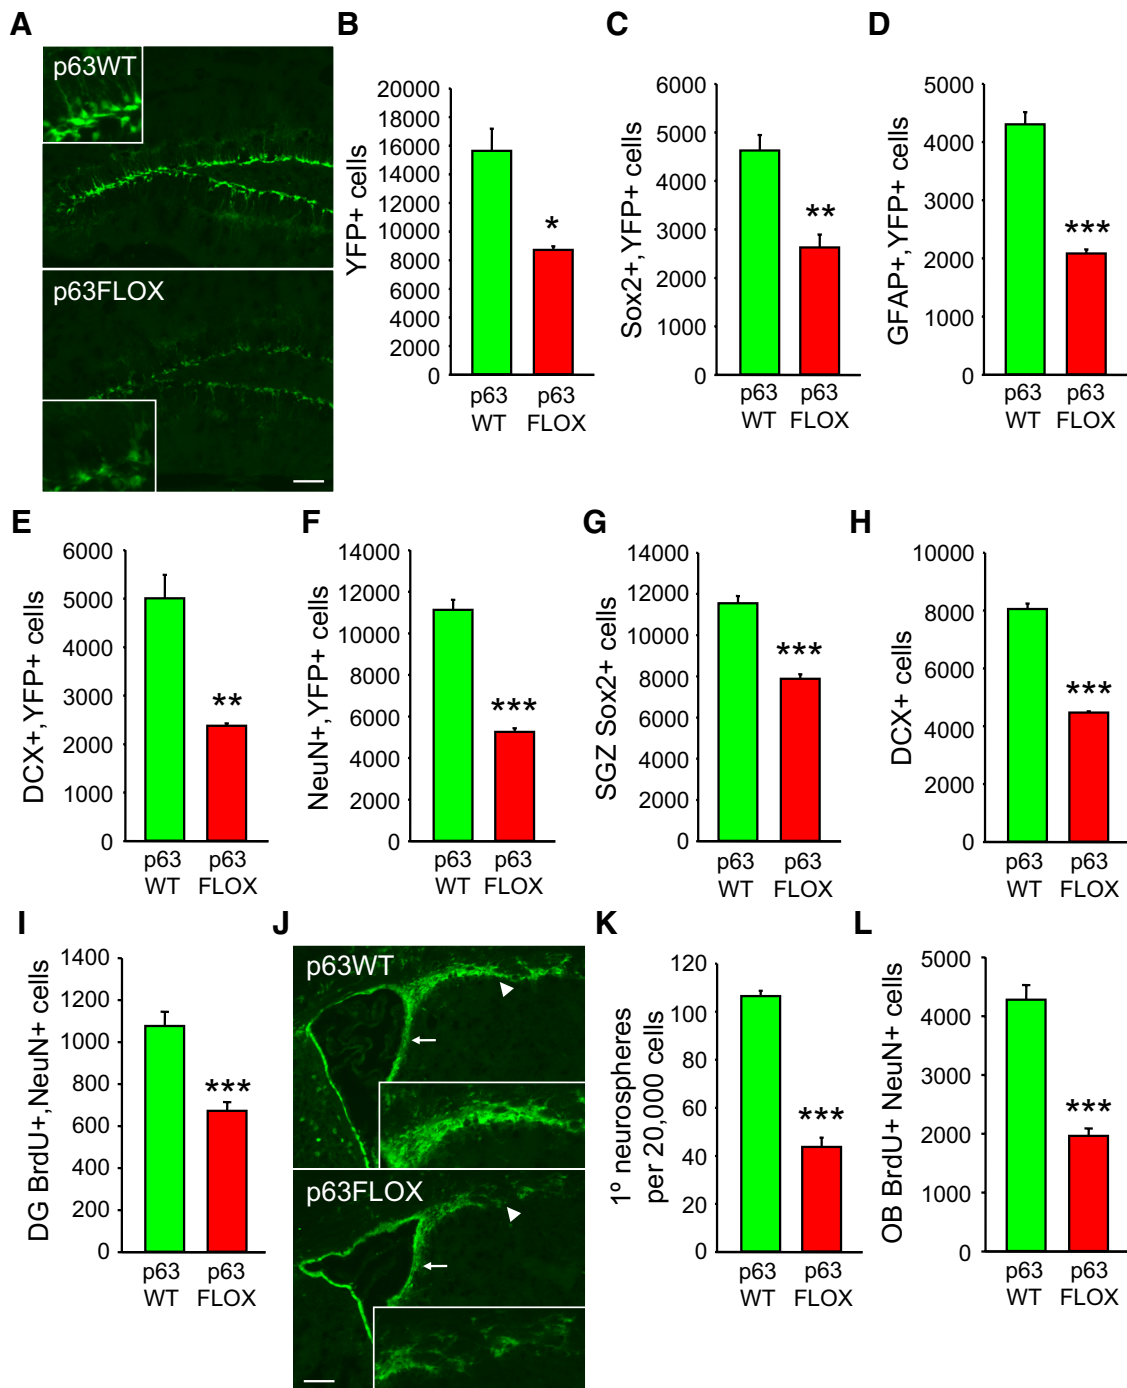 A
p63WT
p63FLOX
B
YFP+ cells
20000
18000
16000
14000
12000
10000
8000
6000
4000
2000
0
*
p63
WT
p63
FLOX
C
Sox2+,YFP+ cells
6000
5000
4000
3000
2000
1000
0
**
p63
WT
p63
FLOX
D
GFAP+,YFP+ cells
5000
4000
3000
2000
1000
0
***
p63
WT
p63
FLOX
E
DCX+,YFP+ cells
6000
5000
4000
3000
2000
1000
0
**
p63
WT
p63
FLOX
F
NeuN+,YFP+ cells
14000
12000
10000
8000
6000
4000
2000
0
***
p63
WT
p63
FLOX
G
SGZ Sox2+ cells
14000
12000
10000
8000
6000
4000
2000
0
***
p63
WT
p63
FLOX
H
DCX+ cells
10000
8000
6000
4000
2000
0
***
p63
WT
p63
FLOX
I
DG BrdU+,NeuN+ cells
1400
1200
1000
800
600
400
200
0
***
p63
WT
p63
FLOX
J
p63WT
p63FLOX
K
1º neurospheres
per 20,000 cells
120
100
80
60
40
20
0
***
p63
WT
p63
FLOX
L
OB BrdU+ NeuN+ cells
5000
4000
3000
2000
1000
0
***
p63
WT
p63
FLOX